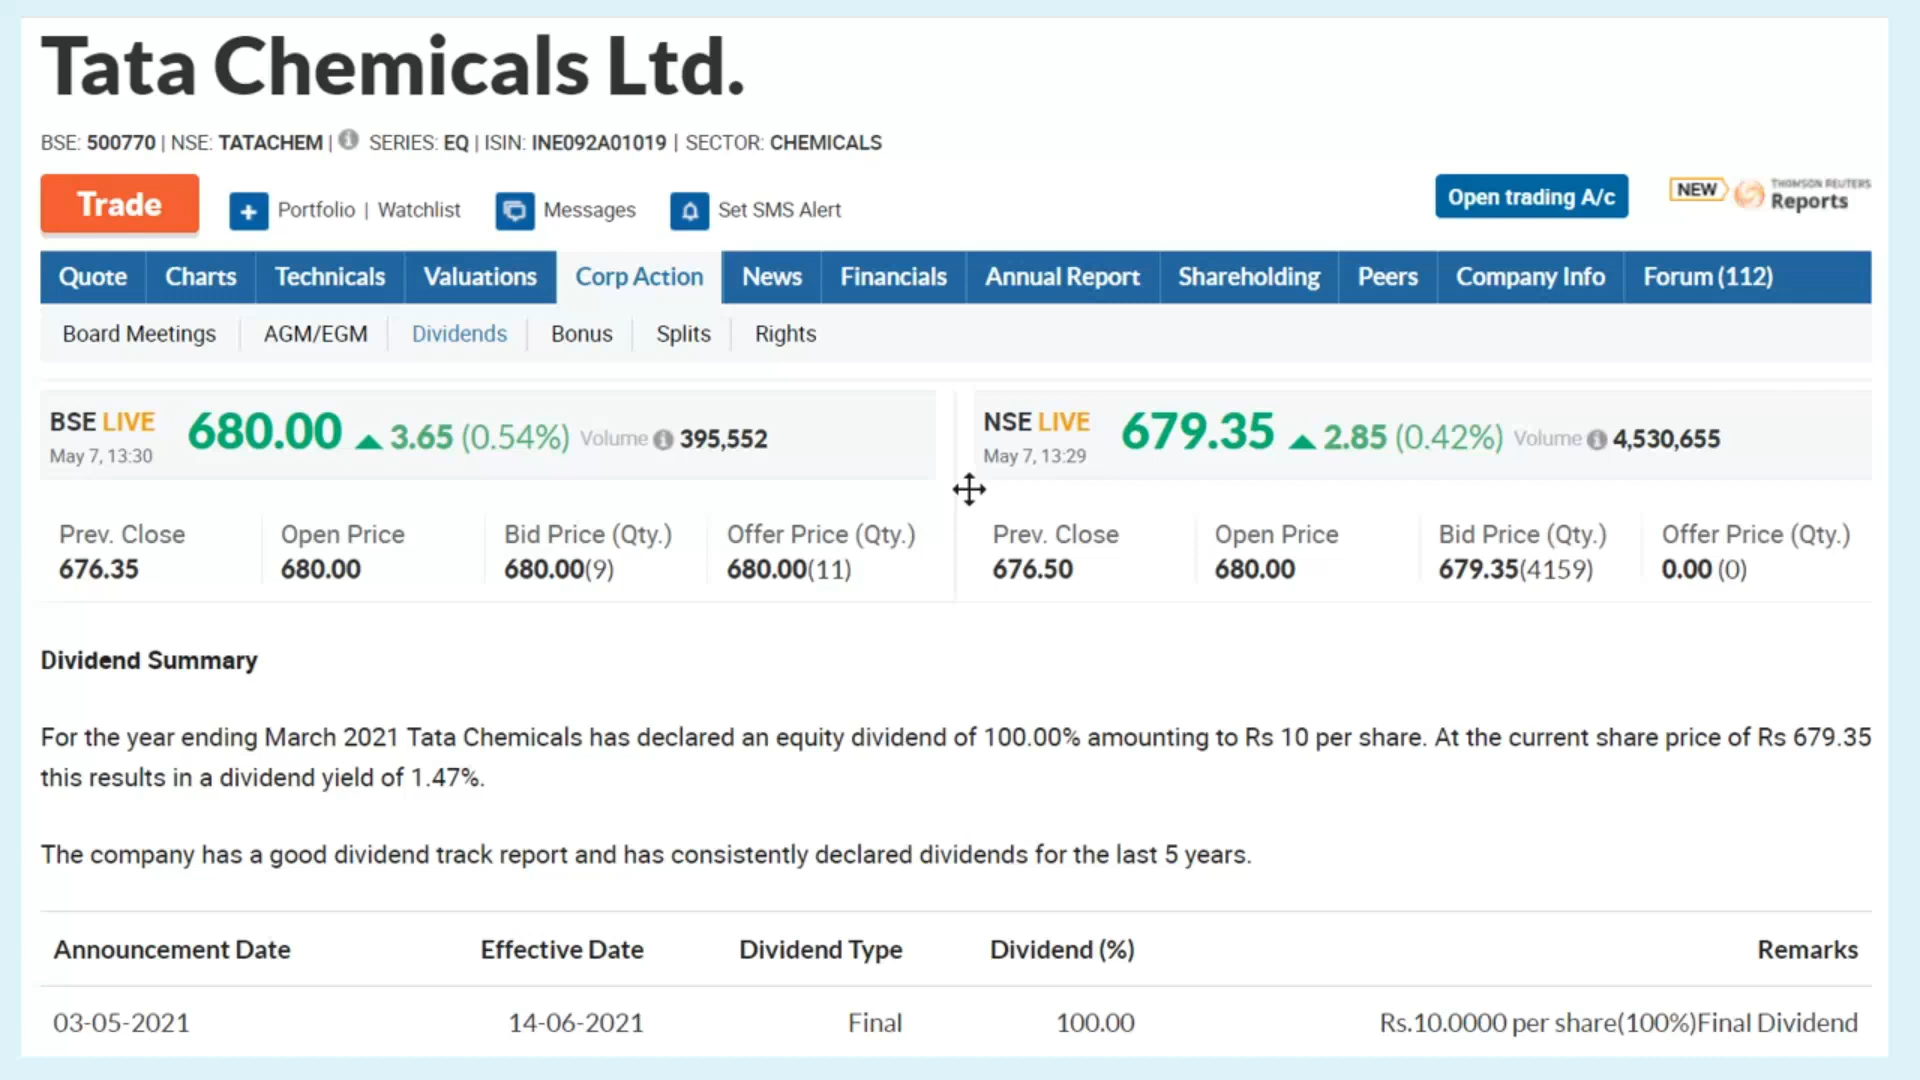 Tata Chemicals Ltd.
BSE: 500770 | NSE: TATACHEM | SERIES: EQ | ISIN: INE092A01019 | SECTOR: CHEMICALS
Trade
Portfolio | Watchlist
Messages
Set SMS Alert
Open trading A/c
NEW
THOMSON REUTERS
Reports
Quote Charts Technicals Valuations Corp Action News Financials Annual Report Shareholding Peers Company Info Forum (112)
Board Meetings AGM/EGM Dividends Bonus Splits Rights
BSE LIVE 680.00 3.65 (0.54%) Volume 395,552
May 7, 13:30
NSE LIVE 679.35 2.85 (0.42%) Volume 4,530,655
May 7, 13:29
Prev. Close Open Price Bid Price (Qty.) Offer Price (Qty.)
676.35 680.00 680.00(9) 680.00(11)
Prev. Close Open Price Bid Price (Qty.) Offer Price (Qty.)
676.50 680.00 679.35(4159) 0.00 (0)
Dividend Summary
For the year ending March 2021 Tata Chemicals has declared an equity dividend of 100.00% amounting to Rs 10 per share. At the current share price of Rs 679.35
this results in a dividend yield of 1.47%.
The company has a good dividend track report and has consistently declared dividends for the last 5 years.
Announcement Date Effective Date Dividend Type Dividend (%) Remarks
03-05-2021 14-06-2021 Final 100.00 Rs.10.0000 per share(100%)Final Dividend